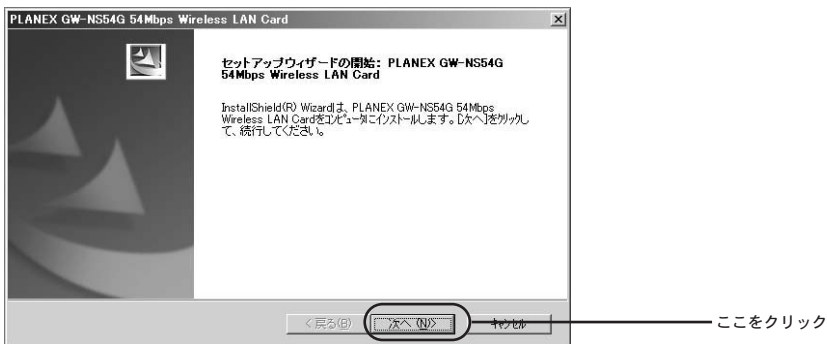 PLANEX GW-NS54G 54Mbps Wireless LAN Card
セットアップウィザードの開始: PLANEX GW-NS54G
54Mbps Wireless LAN Card
InstallShield(R) Wizardは、PLANEX GW-NS54G 54Mbps
Wireless LAN Cardをコンピュータにインストールします。[次へ]をクリックし
て、続行してください。
< 戻る(B)
次へ (N)>
キャンセル
ここをクリック